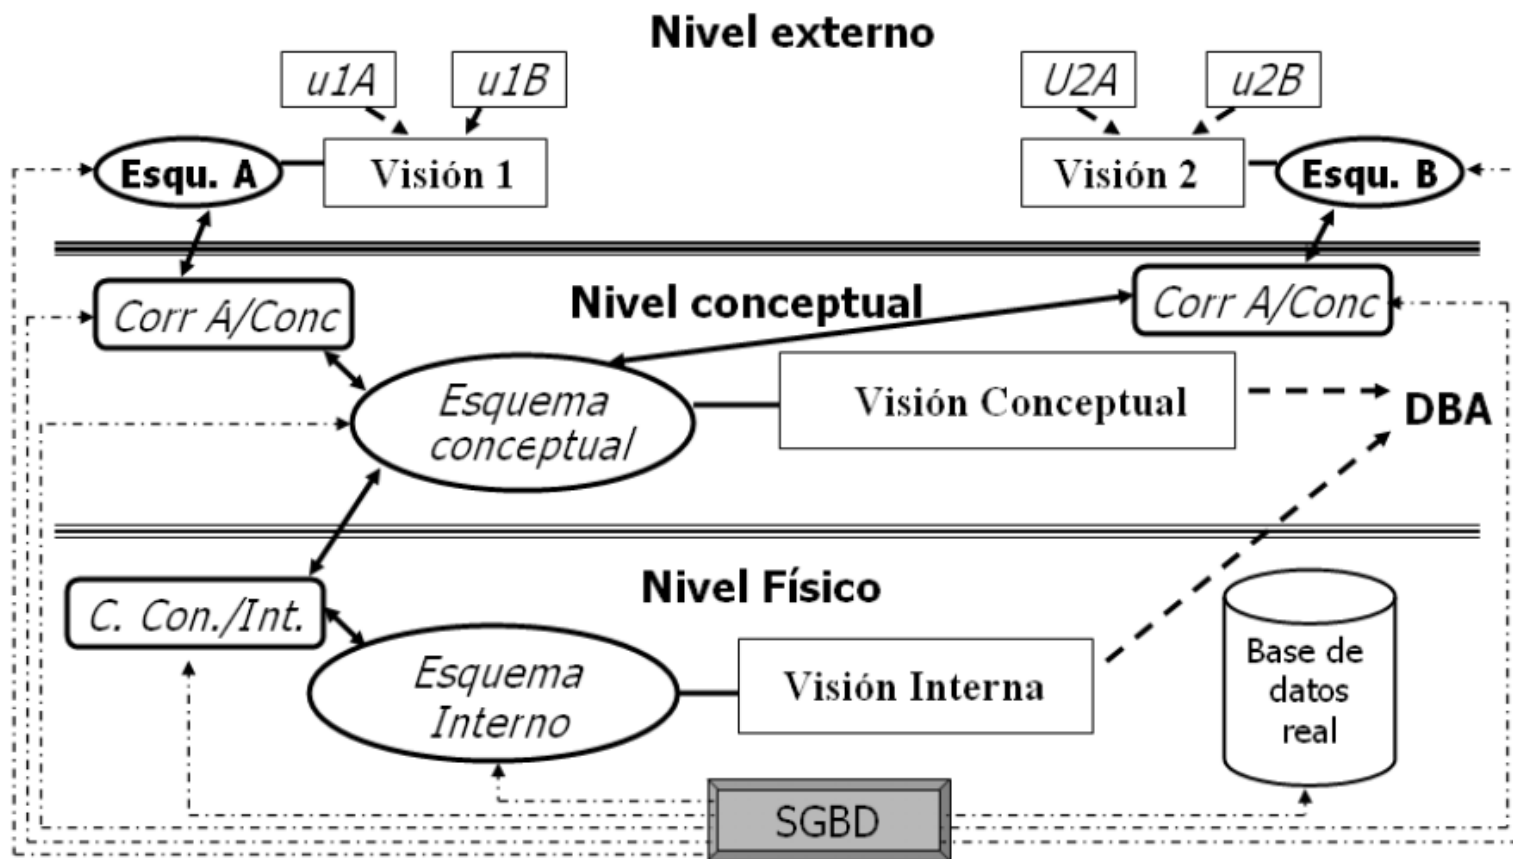 Nivel externo
u1A
u1B
U2A
u2B
Esqu. A
Visión 1
Visión 2
Esqu. B
Corr A/Conc
Nivel conceptual
Corr A/Conc
Esquema
conceptual
Visión Conceptual
DBA
Nivel Físico
C. Con./Int.
Esquema
Interno
Visión Interna
Base de
datos
real
SGBD